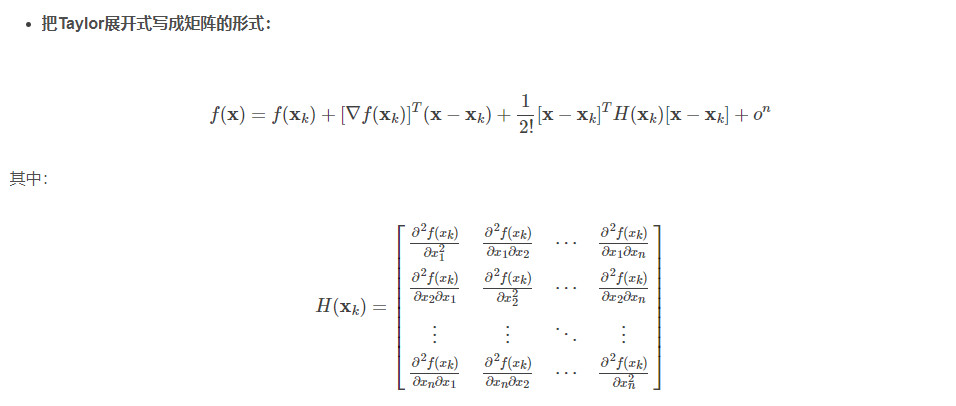 • 把Taylor展开式写成矩阵的形式：
$f(\mathbf{x}) = f(\mathbf{x}_k) + [\nabla f(\mathbf{x}_k)]^T(\mathbf{x} - \mathbf{x}_k) + \frac{1}{2!}[\mathbf{x} - \mathbf{x}_k]^T H(\mathbf{x}_k)[\mathbf{x} - \mathbf{x}_k] + o^n$
其中：
$H(\mathbf{x}_k) = \begin{bmatrix} \frac{\partial^2 f(x_k)}{\partial x_1^2} & \frac{\partial^2 f(x_k)}{\partial x_1 \partial x_2} & \cdots & \frac{\partial^2 f(x_k)}{\partial x_1 \partial x_n} \\ \frac{\partial^2 f(x_k)}{\partial x_2 \partial x_1} & \frac{\partial^2 f(x_k)}{\partial x_2^2} & \cdots & \frac{\partial^2 f(x_k)}{\partial x_2 \partial x_n} \\ \vdots & \vdots & \ddots & \vdots \\ \frac{\partial^2 f(x_k)}{\partial x_n \partial x_1} & \frac{\partial^2 f(x_k)}{\partial x_n \partial x_2} & \cdots & \frac{\partial^2 f(x_k)}{\partial x_n^2} \end{bmatrix}$